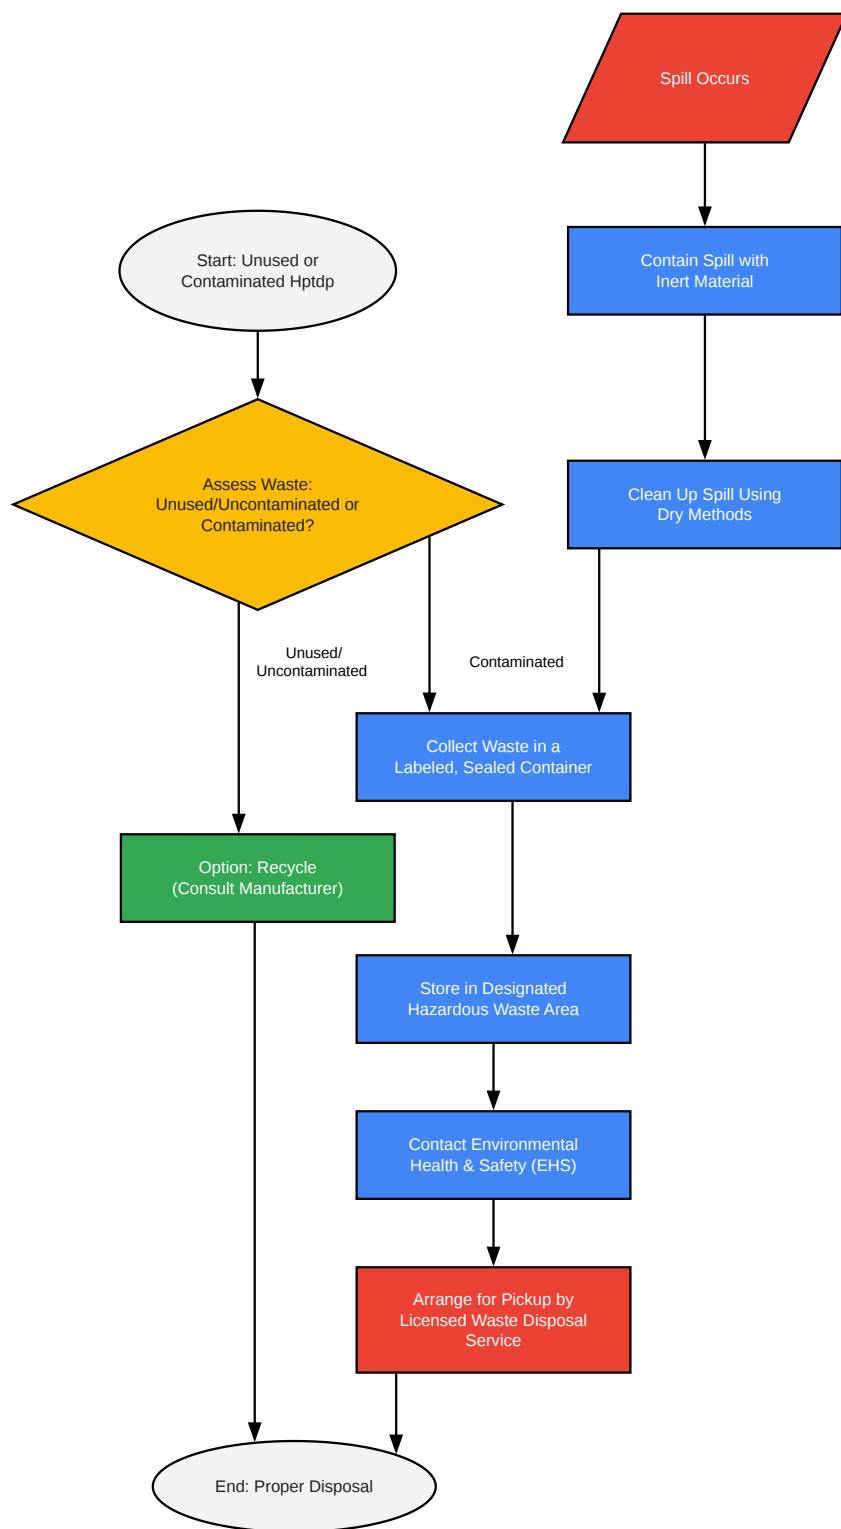 Spill Occurs
Start: Unused or
Contaminated Hptdp
Contain Spill with
Inert Material
Assess Waste:
Unused/Uncontaminated or
Contaminated?
Clean Up Spill Using
Dry Methods
Unused/
Uncontaminated
Contaminated
Collect Waste in a
Labeled, Sealed Container
Option: Recycle
(Consult Manufacturer)
Store in Designated
Hazardous Waste Area
Contact Environmental
Health & Safety (EHS)
Arrange for Pickup by
Licensed Waste Disposal
Service
End: Proper Disposal